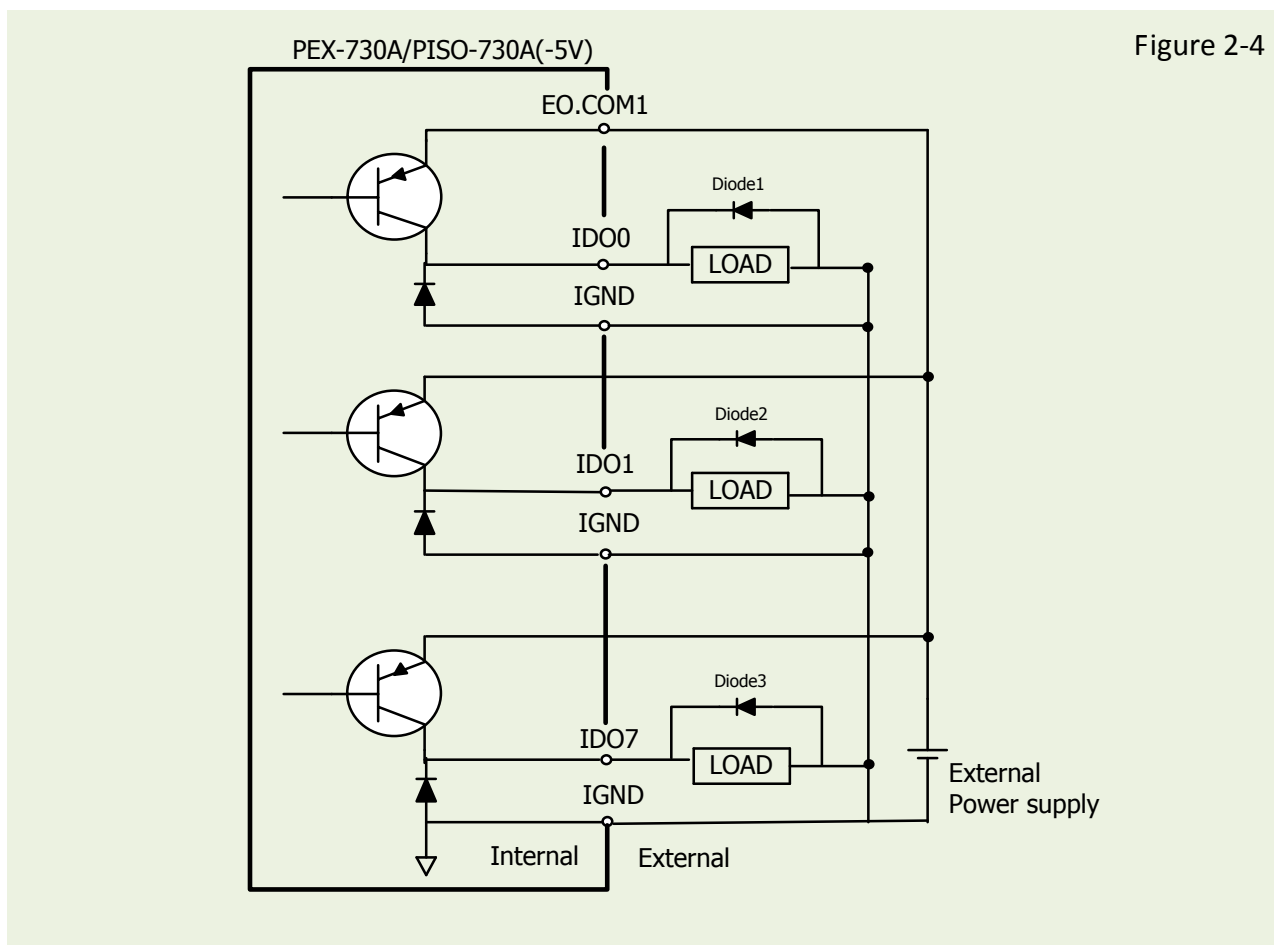 PEX-730A/PISO-730A(-5V)
Figure 2-4
EO.COM1
Diode1
IDO0
LOAD
IGND
Diode2
IDO1
LOAD
IGND
Diode3
IDO7
LOAD
External
Power supply
IGND
Internal
External